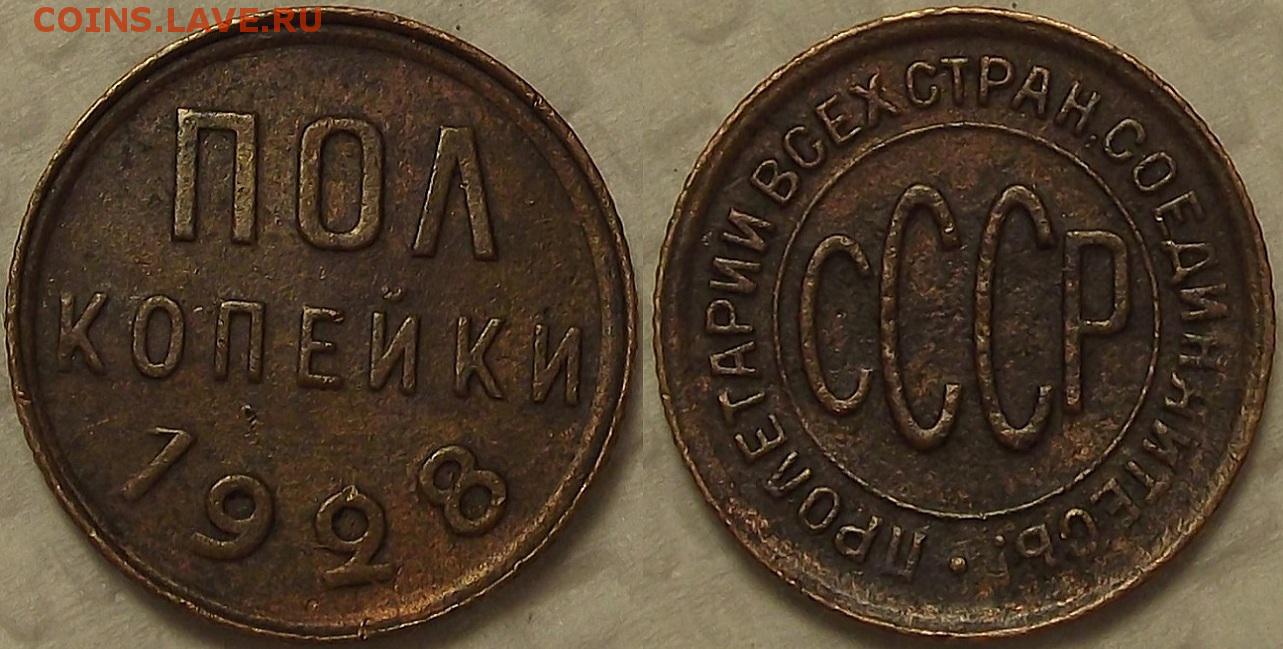 COINS.LAVE.RU
ПОЛ
КОПЕЙКИ
1928
ПРОЛЕТАРИИ ВСЕХ СТРАН, СОЕДИНЯЙТЕСЬ!
СССР